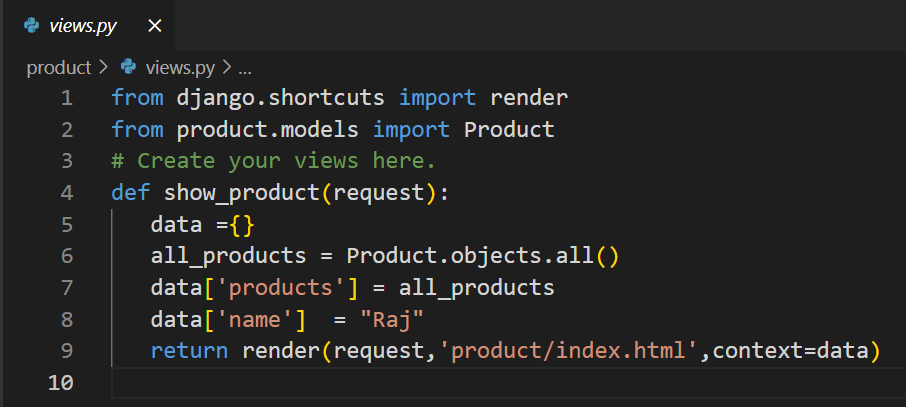 views.py ×
product > views.py > ...
1 from django.shortcuts import render
2 from product.models import Product
3 # Create your views here.
4 def show_product(request):
5    data ={}
6    all_products = Product.objects.all()
7    data['products'] = all_products
8    data['name']  = "Raj"
9    return render(request,'product/index.html',context=data)
10